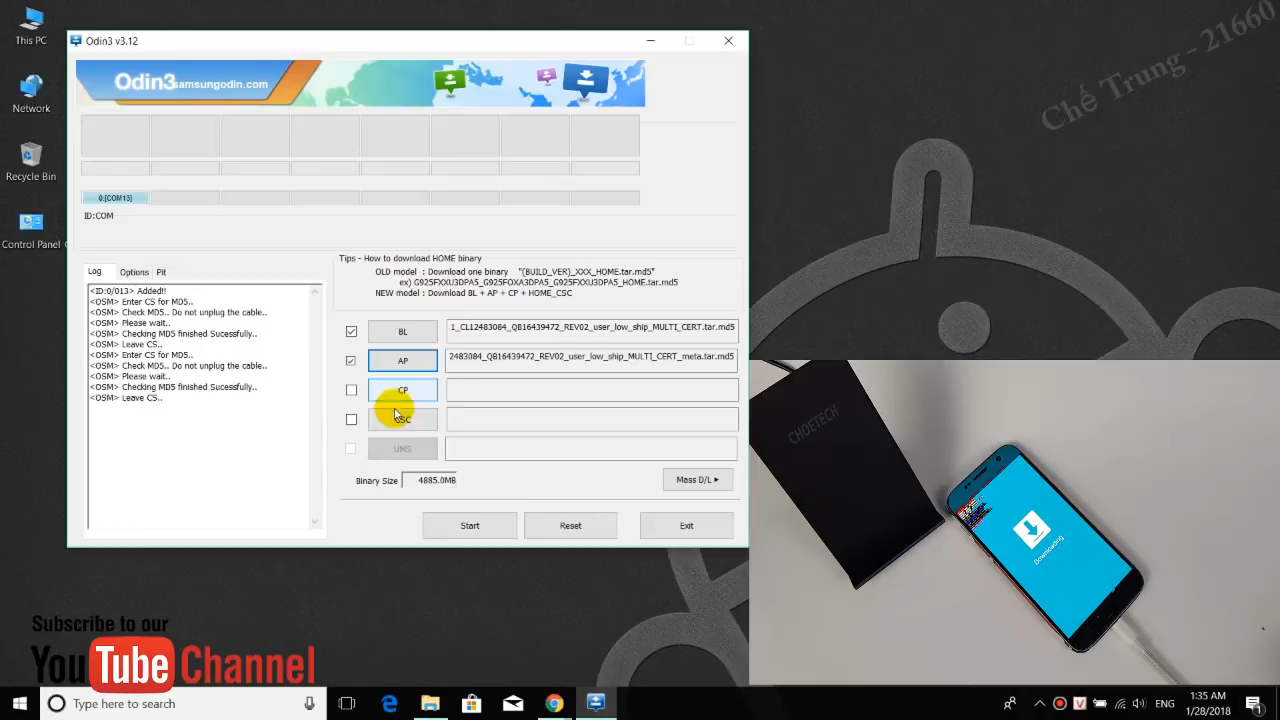 This PC
Network
Recycle Bin
Control Panel
Odin3 v3.12
Odin3
samsungodin.com
0:[COM13]
ID:COM
Log
Options
Pit
<ID:0/013> Added!!
<OSM> Enter CS for MD5..
<OSM> Check MD5.. Do not unplug the cable..
<OSM> Please wait..
<OSM> Checking MD5 finished Sucessfully..
<OSM> Leave CS..
<OSM> Enter CS for MD5..
<OSM> Check MD5.. Do not unplug the cable..
<OSM> Please wait..
<OSM> Checking MD5 finished Sucessfully..
<OSM> Leave CS..
Tips - How to download HOME binary
OLD model : Download one binary "(BUILD_VER)_XXX_HOME.tar.md5"
ex) G925FXXU3DPA5_G925FOXA3DPA5_G925FXXU3DPA5_HOME.tar.md5
NEW model : Download BL + AP + CP + HOME_CSC
BL
1_CL12483084_QB16439472_REV02_user_low_ship_MULTI_CERT.tar.md5
AP
2483084_QB16439472_REV02_user_low_ship_MULTI_CERT_meta.tar.md5
CP
CSC
UMS
Binary Size
4885.0MB
Mass D/L ►
Start
Reset
Exit
Chế Trung - 21660
CHOETECH
Downloading
Subscribe to our
YouTube Channel
Type here to search
V
ENG
1:35 AM
1/28/2018
1